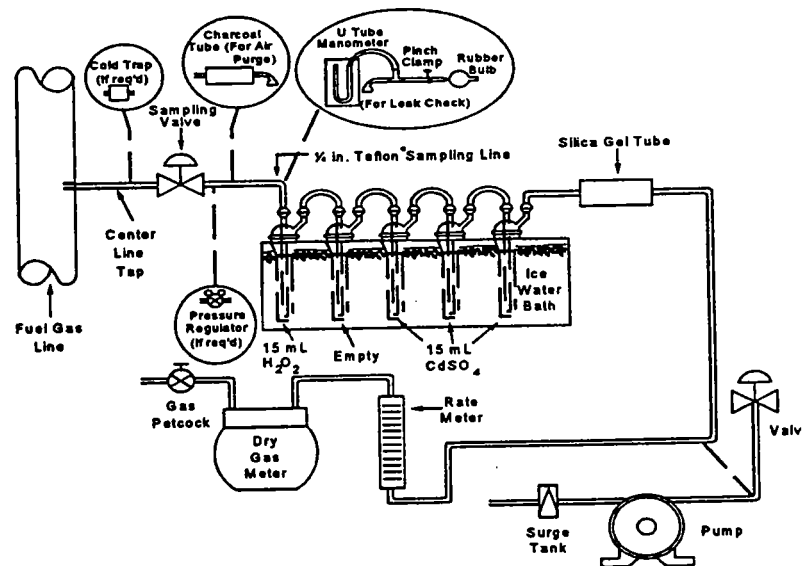 Cold Trap
(If req'd)
Charcoal
Tube (For Air
Purge)
U Tube
Manometer
Pinch
Clamp
Rubber
Bulb
(For Leak Check)
Sampling
Valve
¼ in. Teflon® Sampling Line
Silica Gel Tube
Center
Line
Tap
Ice
Water
Bath
Fuel Gas
Line
Pressure
Regulator
(If req'd)
15 mL
H2O2
Empty
15 mL
CdSO4
Gas
Petcock
Dry
Gas
Meter
Rate
Meter
Valv
Surge
Tank
Pump